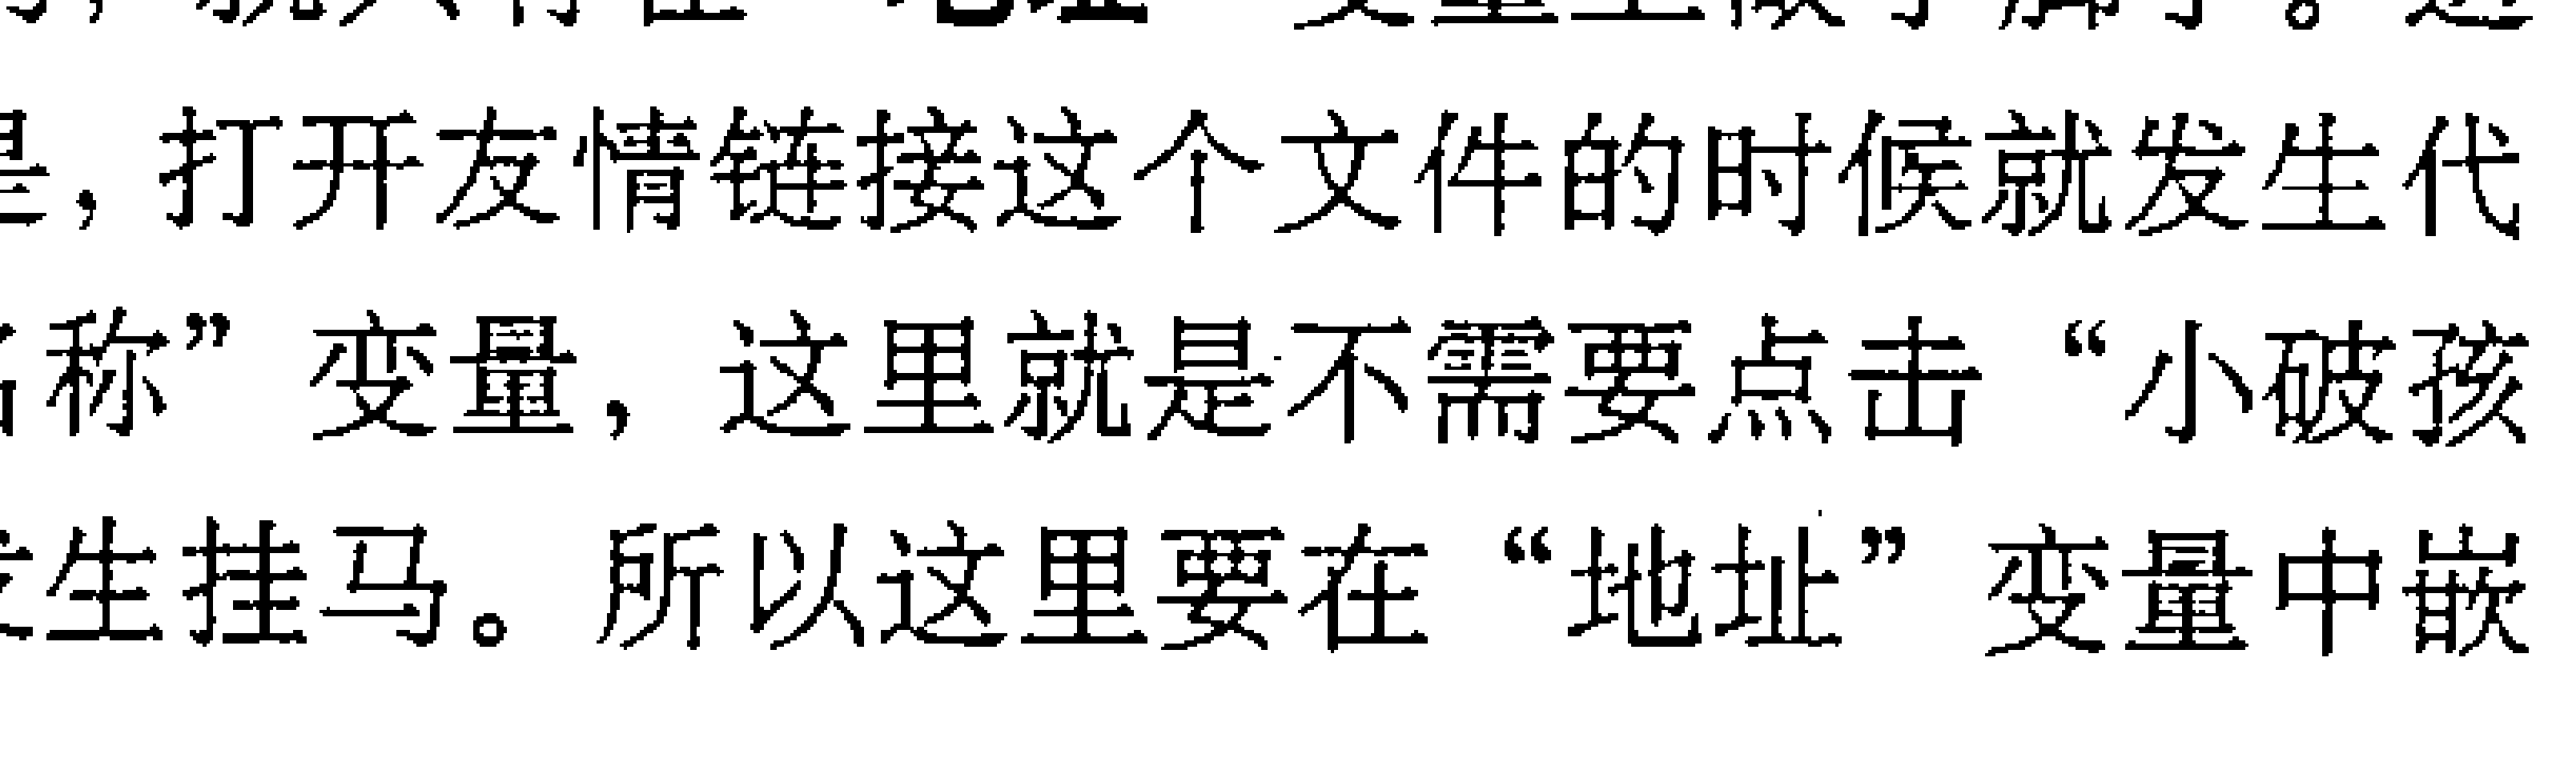 是，打开友情链接这个文件的时候就发生代
称”变量，这里就是不需要点击“小破孩
生挂马。所以这里要在“地址”变量中嵌